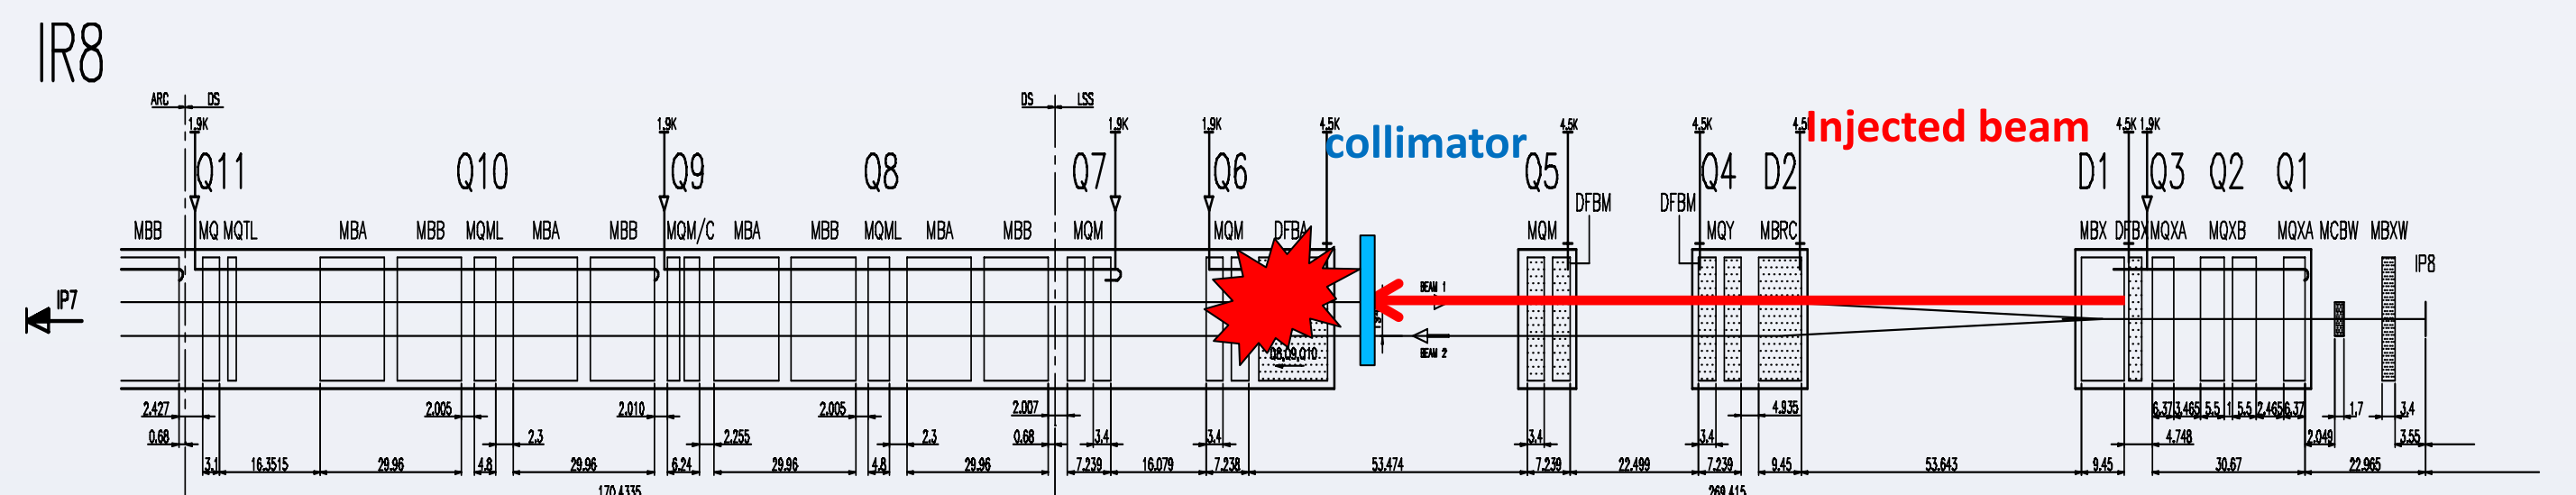 IR8
ARC DS DS LSS
1.9K 1.9K 1.9K 1.9K 4.5K 4.5K 4.5K 4.5K 1.9K
collimator Injected beam
Q11 Q10 Q9 Q8 Q7 Q6 Q5 Q4 D2 D1 Q3 Q2 Q1
DFBM DFBM
MBB MQ MQTL MBA MBB MQML MBA MBB MQM/C MBA MBB MQML MBA MBB MQM MQM DFBA MQM MQY MBRC MBX DFBX MQXA MQXB MQXA MCBW MBXW
IP8
IP7
BEAM 1
BEAM 2
Q8,Q9,Q10
2.427 2.005 2.010 2.005 2.007 4.935 6.37 3.465 5.5 1 5.5 2.465 6.37 1.7 3.4
0.68 2.3 2.255 2.3 0.68 3.4 3.4 3.4 3.4 4.748 2.049 3.55
3.1 16.3515 29.96 4.8 29.96 6.24 29.96 4.8 29.96 7.239 16.079 7.238 53.474 7.239 22.499 7.239 9.45 53.643 9.45 30.67 22.965
170.4335 269.415